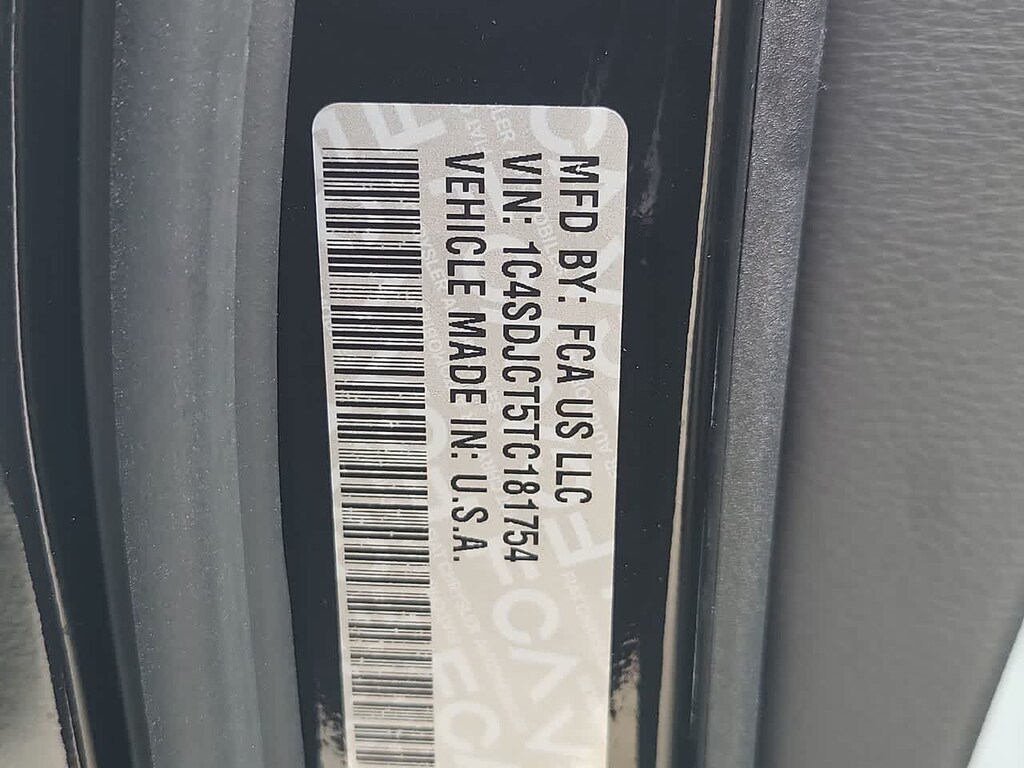 MFD BY: FCA US LLC
VIN: 1C4SDJCT5TC181754
VEHICLE MADE IN: U.S.A.